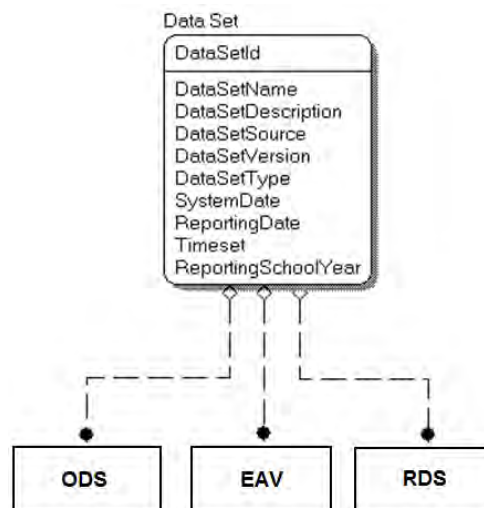 Data Set
DataSetId
DataSetName
DataSetDescription
DataSetSource
DataSetVersion
DataSetType
SystemDate
ReportingDate
Timeset
ReportingSchoolYear
ODS EAV RDS